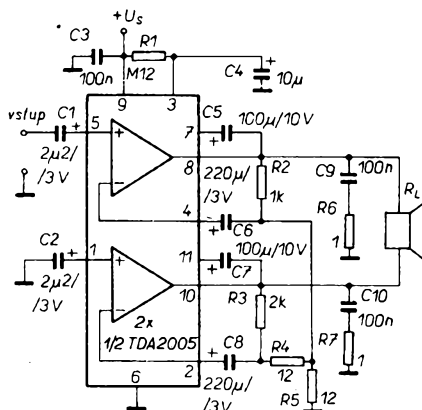 +Us
C3
R1
100n
M12
C4
10μ
9
3
vstup
C1
+
5
+
7
C5
100μ/10V
+
8
2μ2
/3V
220μ
/3V
R2
1k
C9
100n
RL
−
4
C6
+
R6
1
100μ/10V
C2
+
1
+
11
C7
+
10
2μ2
/3V
R3
2k
C10
100n
−
2x
1/2 TDA2005
C8
+
R4
12
R7
1
6
2
220μ
/3V
R5
12